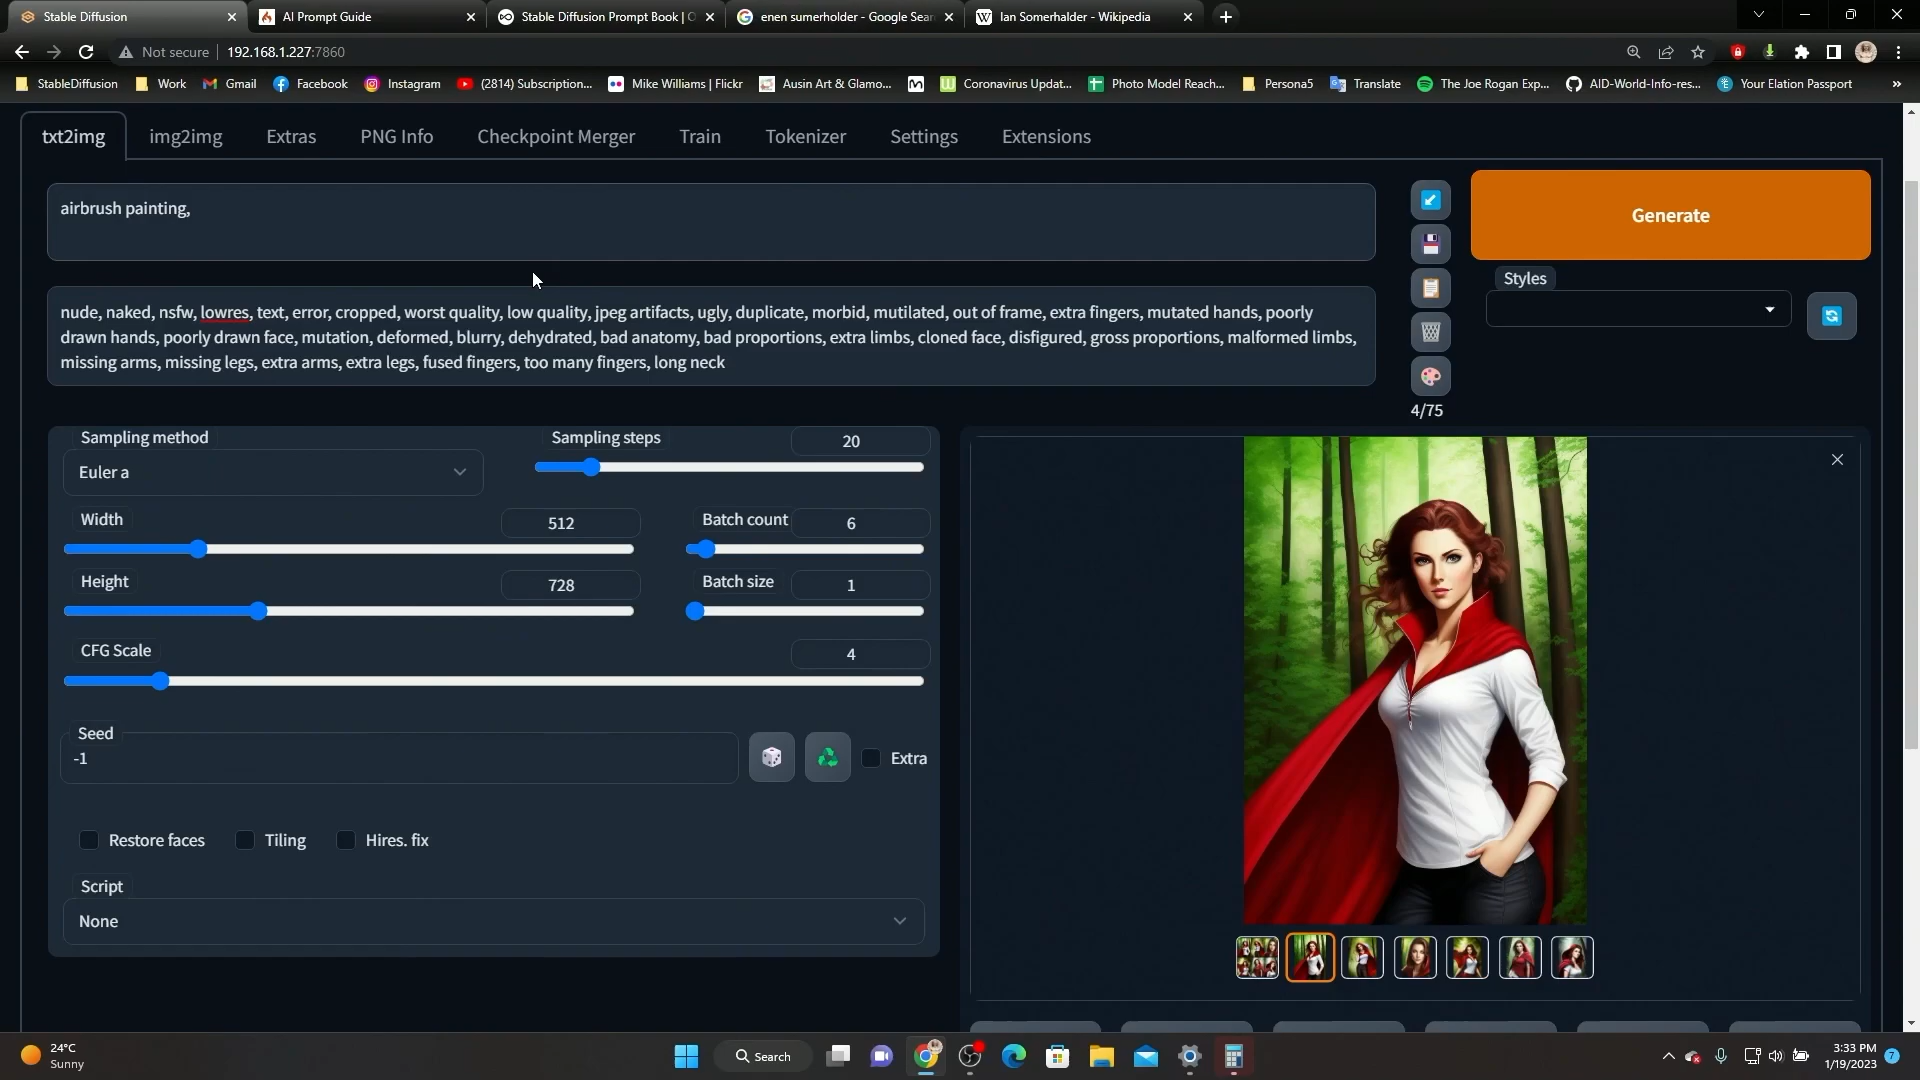 Stable Diffusion
AI Prompt Guide
Stable Diffusion Prompt Book | O
enen sumerholder - Google Sear
Ian Somerhalder - Wikipedia
Not secure
192.168.1.227:7860
StableDiffusion
Work
Gmail
Facebook
Instagram
(2814) Subscription...
Mike Williams | Flickr
Ausin Art & Glamo...
Coronavirus Updat...
Photo Model Reach...
Persona5
Translate
The Joe Rogan Exp...
AID-World-Info-res...
Your Elation Passport
txt2img
img2img
Extras
PNG Info
Checkpoint Merger
Train
Tokenizer
Settings
Extensions
airbrush painting,
Generate
Styles
nude, naked, nsfw, lowres, text, error, cropped, worst quality, low quality, jpeg artifacts, ugly, duplicate, morbid, mutilated, out of frame, extra fingers, mutated hands, poorly
drawn hands, poorly drawn face, mutation, deformed, blurry, dehydrated, bad anatomy, bad proportions, extra limbs, cloned face, disfigured, gross proportions, malformed limbs,
missing arms, missing legs, extra arms, extra legs, fused fingers, too many fingers, long neck
4/75
Sampling method
Euler a
Sampling steps
20
Width
512
Batch count
6
Height
728
Batch size
1
CFG Scale
4
Seed
-1
Extra
Restore faces
Tiling
Hires. fix
Script
None
24°C
Sunny
Search
3:33 PM
1/19/2023
7